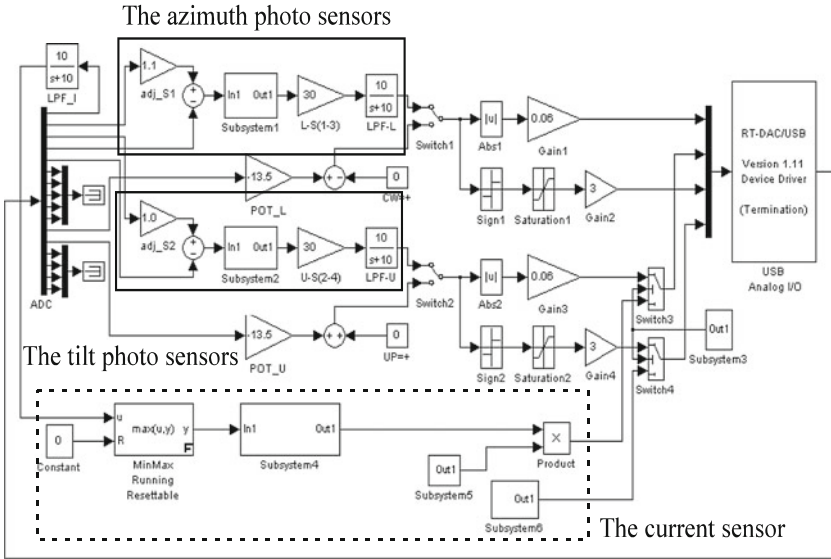 The azimuth photo sensors
10
s+10
LPF_I
1.1
adj_S1
+
-
In1 Out1
Subsystem1
30
L-S(1-3)
10
s+10
LPF-L
Switch1
|u|
Abs1
0.06
Gain1
RT-DAC/USB
Version 1.11
Device Driver
(Termination)
USB
Analog I/O
-13.5
POT_L
+ -
0
CW=+
Sign1
Saturation1
3
Gain2
1.0
adj_S2
+
-
In1 Out1
Subsystem2
30
U-S(2-4)
10
s+10
LPF-U
Switch2
|u|
Abs2
0.06
Gain3
Switch3
ADC
-13.5
POT_U
+ +
0
UP=+
Sign2
Saturation2
3
Gain4
Switch4
Out1
Subsystem3
The tilt photo sensors
0
Constant
u
R
max(u,y) y
MinMax
Running
Resettable
In1 Out1
Subsystem4
Out1
Subsystem5
×
Product
Out1
Subsystem6
The current sensor